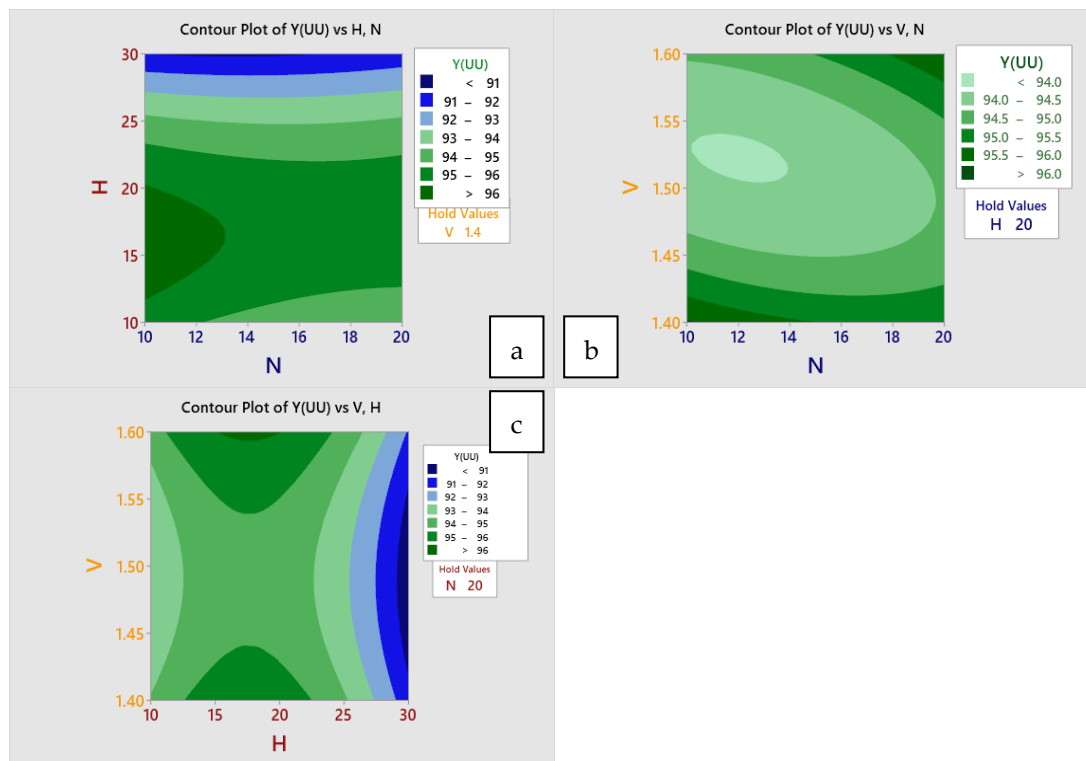 Contour Plot of Y(UU) vs H, N
30
25
20
15
10
H
10 12 14 16 18 20
N
Y(UU)
< 91
91 – 92
92 – 93
93 – 94
94 – 95
95 – 96
> 96
Hold Values
V 1.4
a
Contour Plot of Y(UU) vs V, N
1.60
1.55
1.50
1.45
1.40
V
10 12 14 16 18 20
N
Y(UU)
< 94.0
94.0 – 94.5
94.5 – 95.0
95.0 – 95.5
95.5 – 96.0
> 96.0
Hold Values
H 20
b
Contour Plot of Y(UU) vs V, H
1.60
1.55
1.50
1.45
1.40
V
10 15 20 25 30
H
Y(UU)
< 91
91 – 92
92 – 93
93 – 94
94 – 95
95 – 96
> 96
Hold Values
N 20
c